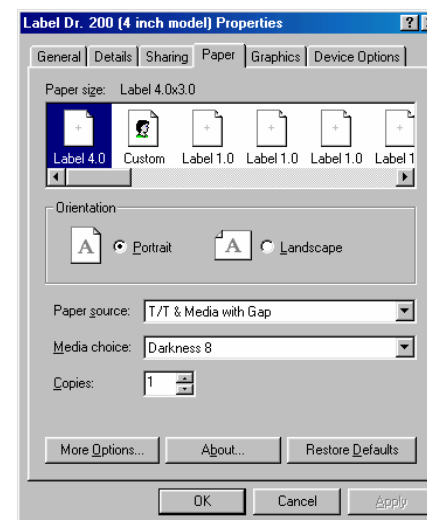 Label Dr. 200 (4 inch model) Properties
General Details Sharing Paper Graphics Device Options
Paper size: Label 4.0x3.0
Label 4.0 Custom Label 1.0 Label 1.0 Label 1.0 Label 1
Orientation
A Portrait A Landscape
Paper source: T/T & Media with Gap
Media choice: Darkness 8
Copies: 1
More Options... About... Restore Defaults
OK Cancel Apply